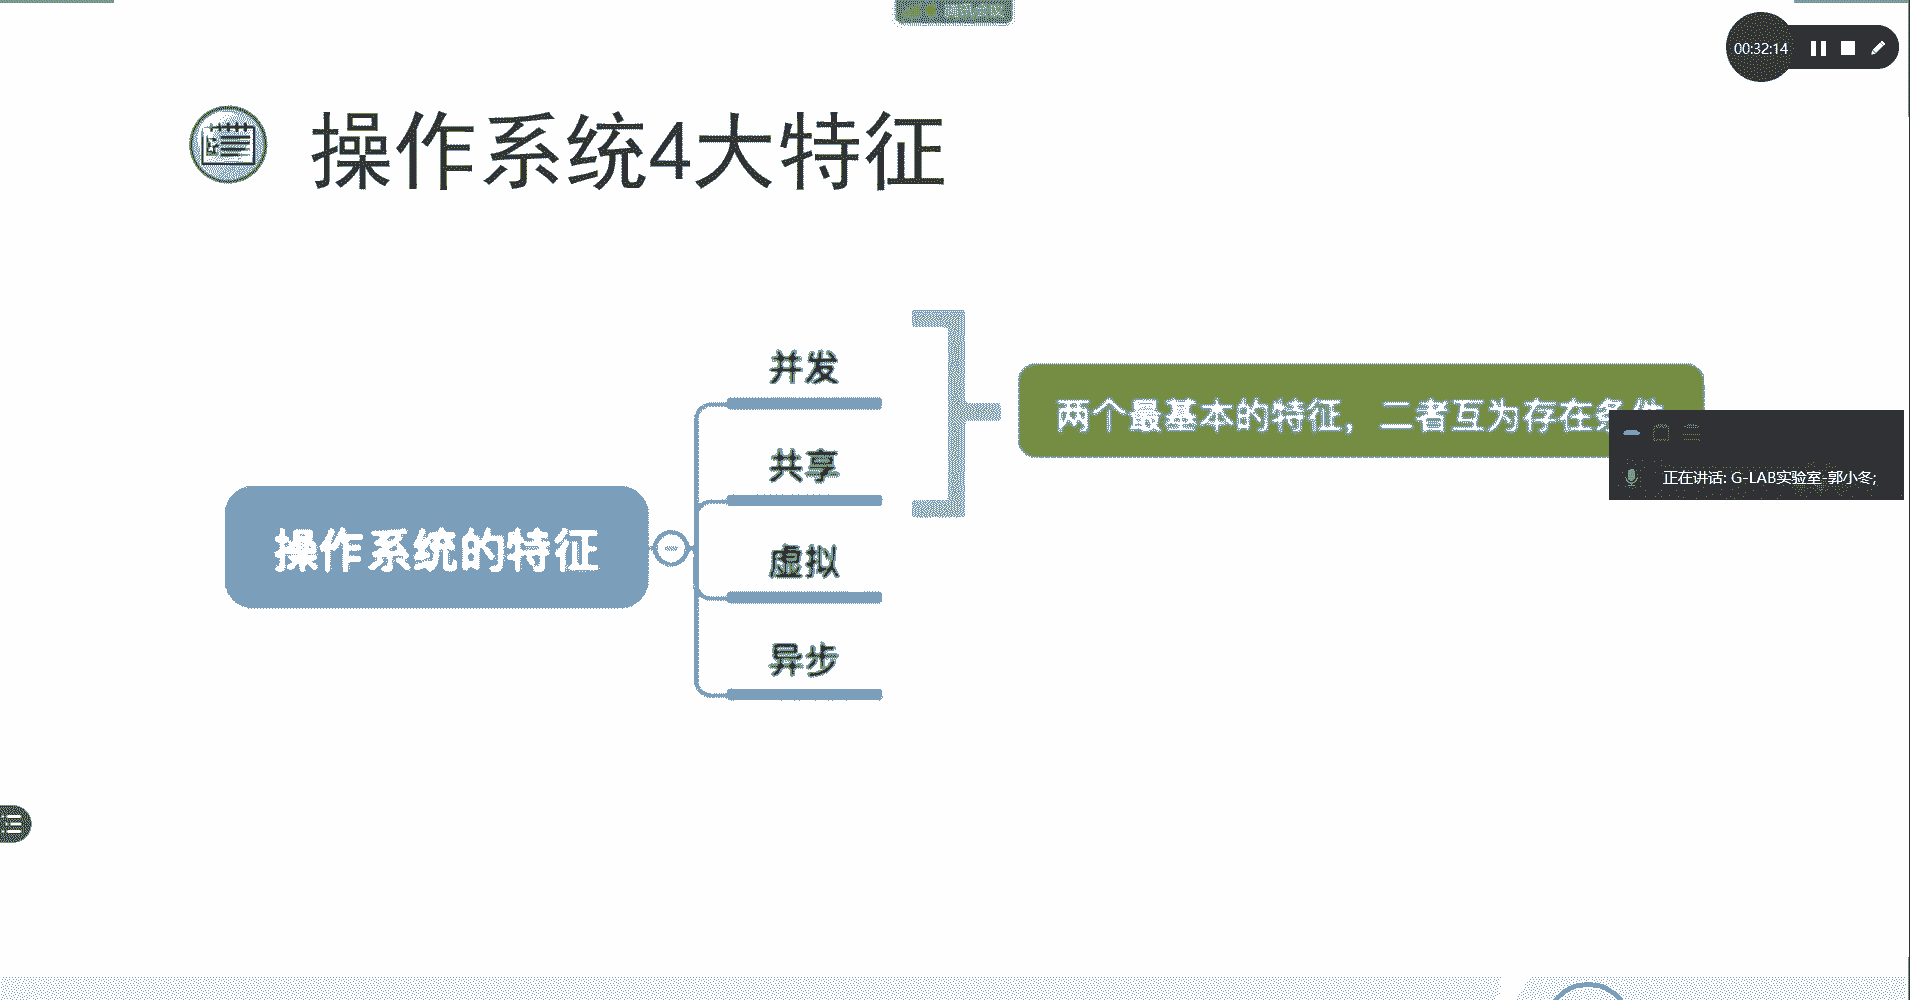 腾讯会议
00:32:14
操作系统4大特征
并发
共享
虚拟
异步
操作系统的特征
两个最基本的特征，二者互为存在条
正在讲话: G-LAB实验室-郭小冬;